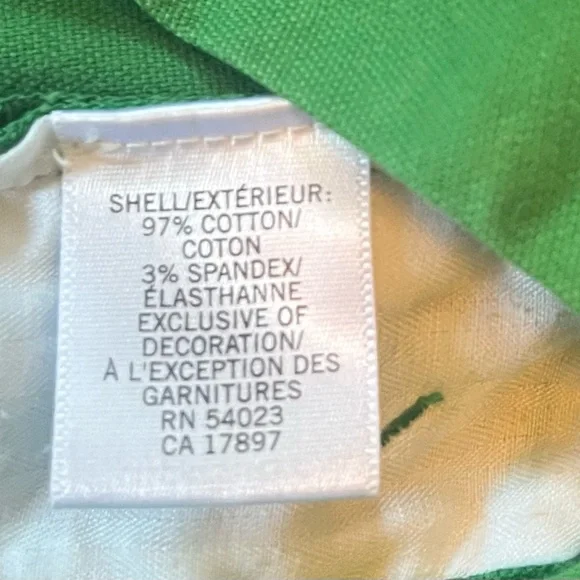 SHELL/EXTÉRIEUR:
97% COTTON/
COTON
3% SPANDEX/
ÉLASTHANNE
EXCLUSIVE OF
DECORATION/
À L'EXCEPTION DES
GARNITURES
RN 54023
CA 17897